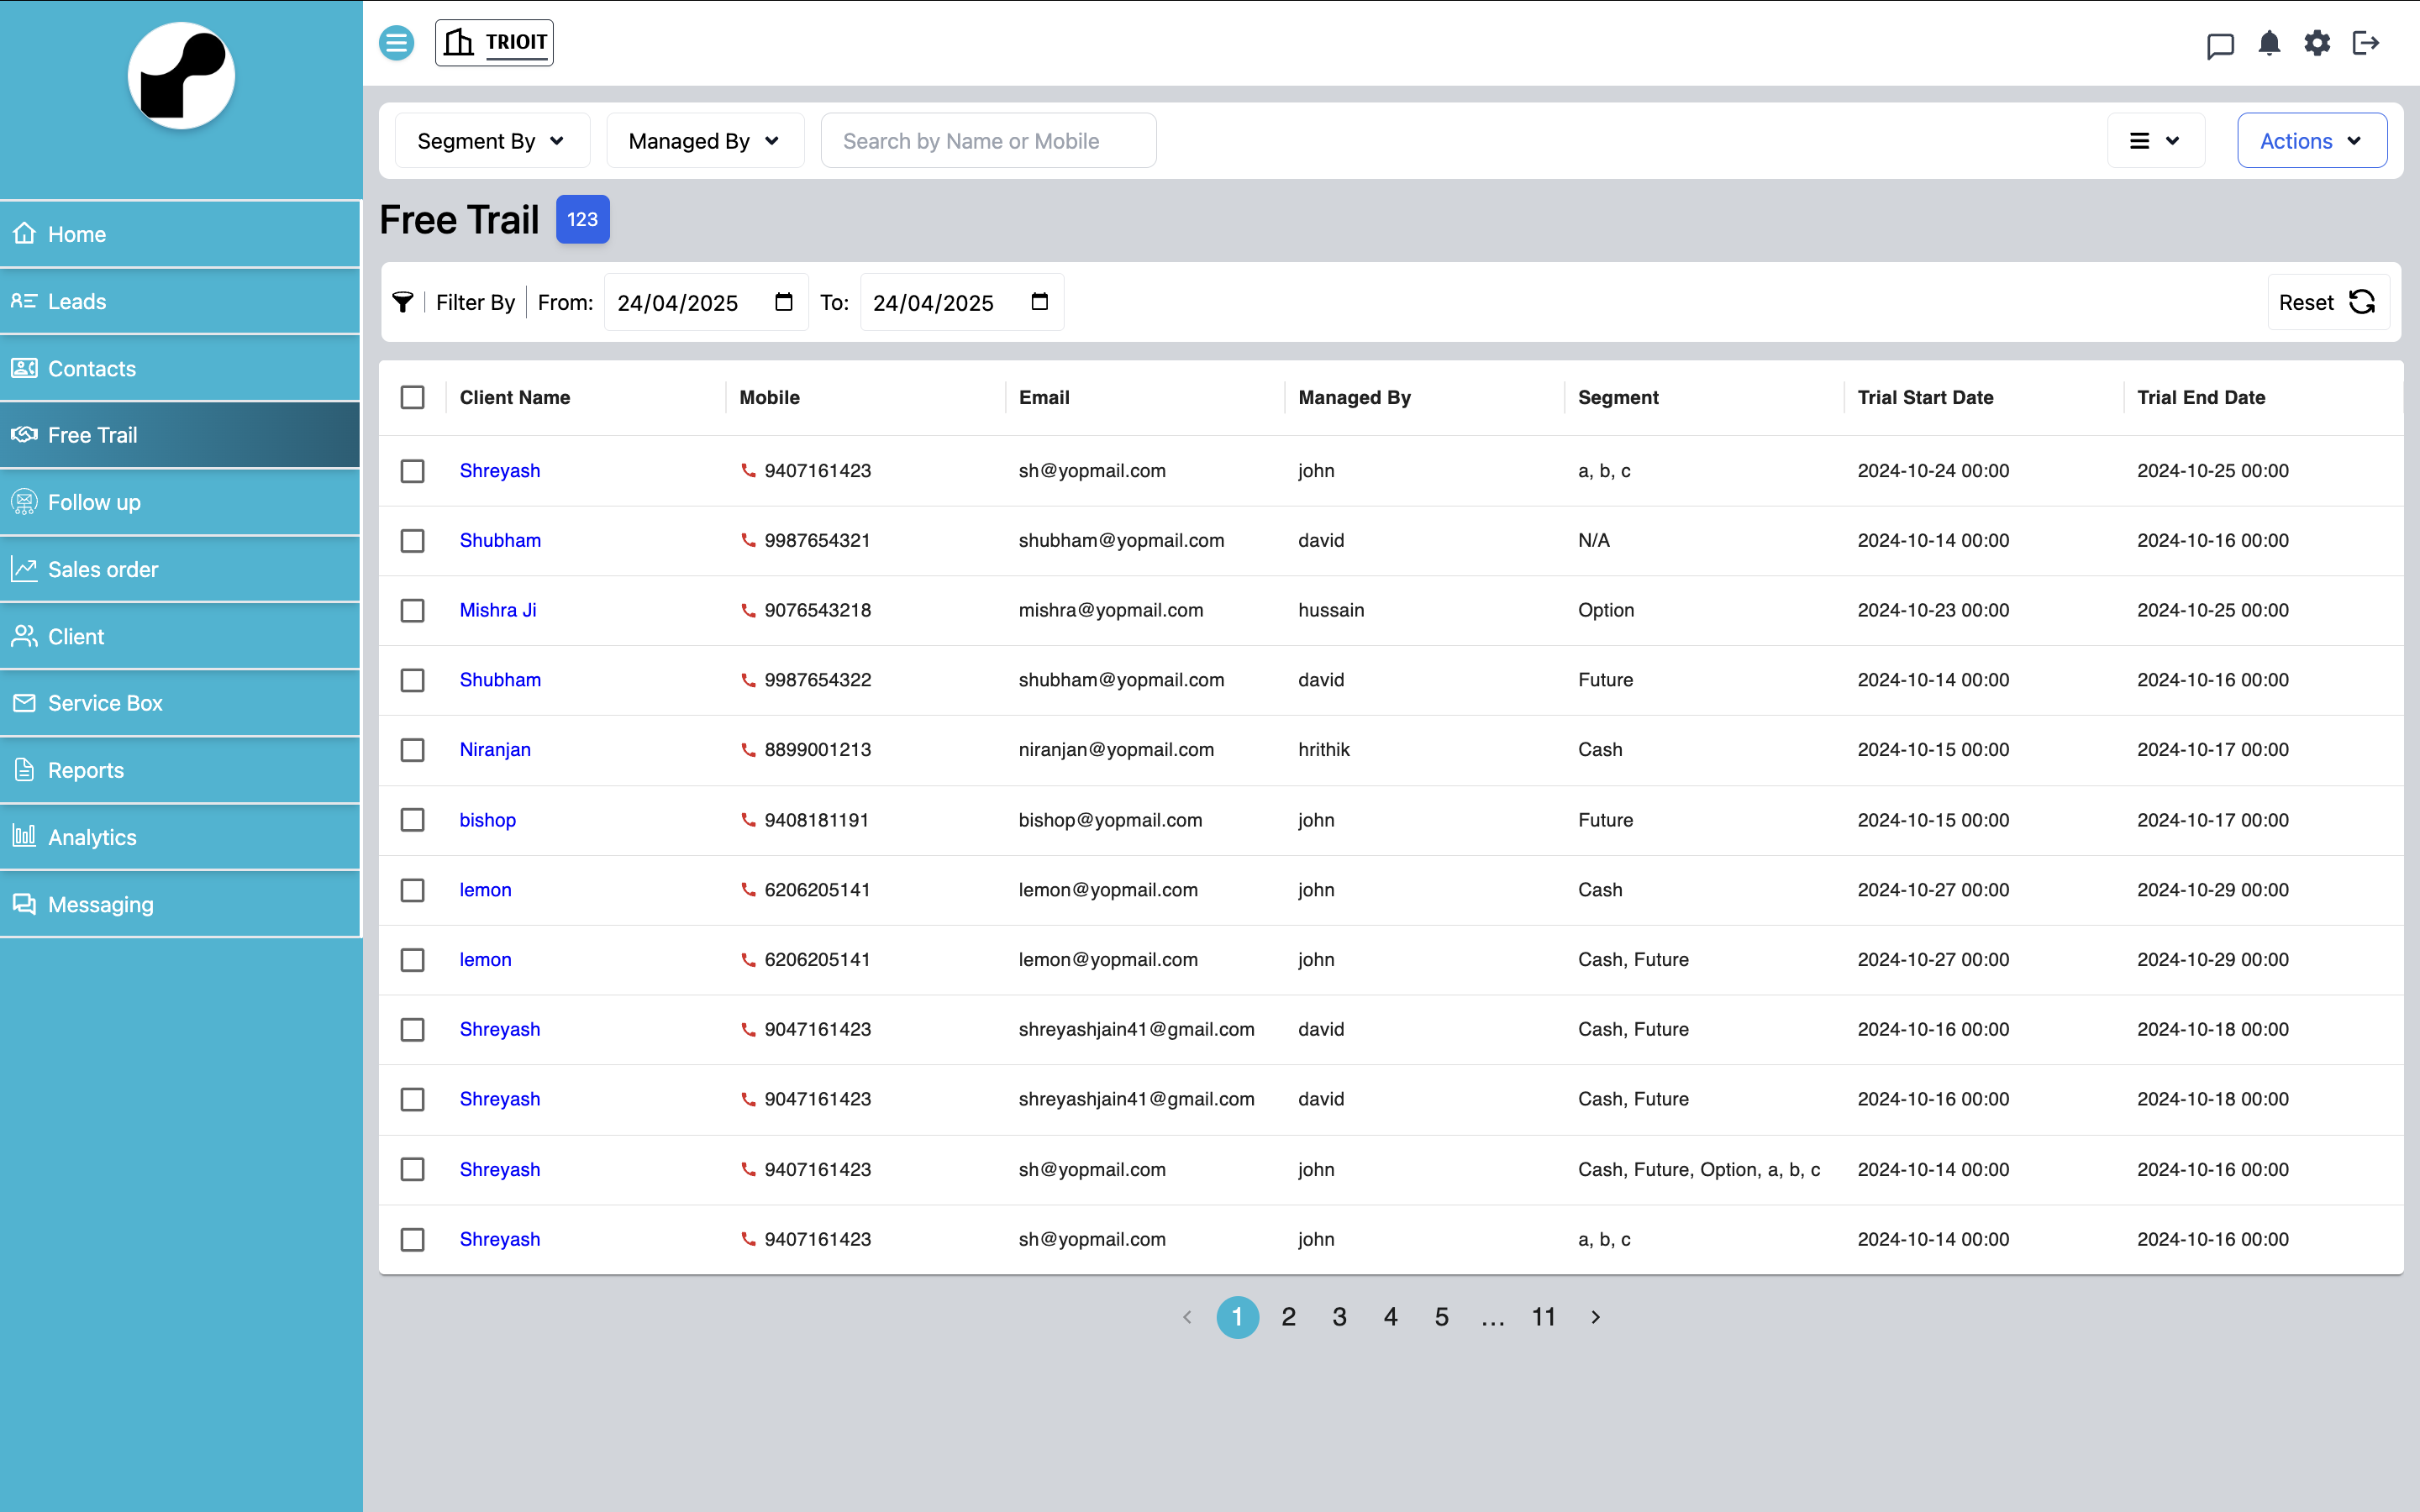 TRIOIT
Segment By Managed By Search by Name or Mobile Actions
Home
Leads
Contacts
Free Trail
Follow up
Sales order
Client
Service Box
Reports
Analytics
Messaging
Free Trail 123
Filter By From: 24/04/2025 To: 24/04/2025 Reset
Client Name Mobile Email Managed By Segment Trial Start Date Trial End Date
Shreyash 9407161423 sh@yopmail.com john a, b, c 2024-10-24 00:00 2024-10-25 00:00
Shubham 9987654321 shubham@yopmail.com david N/A 2024-10-14 00:00 2024-10-16 00:00
Mishra Ji 9076543218 mishra@yopmail.com hussain Option 2024-10-23 00:00 2024-10-25 00:00
Shubham 9987654322 shubham@yopmail.com david Future 2024-10-14 00:00 2024-10-16 00:00
Niranjan 8899001213 niranjan@yopmail.com hrithik Cash 2024-10-15 00:00 2024-10-17 00:00
bishop 9408181191 bishop@yopmail.com john Future 2024-10-15 00:00 2024-10-17 00:00
lemon 6206205141 lemon@yopmail.com john Cash 2024-10-27 00:00 2024-10-29 00:00
lemon 6206205141 lemon@yopmail.com john Cash, Future 2024-10-27 00:00 2024-10-29 00:00
Shreyash 9047161423 shreyashjain41@gmail.com david Cash, Future 2024-10-16 00:00 2024-10-18 00:00
Shreyash 9047161423 shreyashjain41@gmail.com david Cash, Future 2024-10-16 00:00 2024-10-18 00:00
Shreyash 9407161423 sh@yopmail.com john Cash, Future, Option, a, b, c 2024-10-14 00:00 2024-10-16 00:00
Shreyash 9407161423 sh@yopmail.com john a, b, c 2024-10-14 00:00 2024-10-16 00:00
1 2 3 4 5 … 11